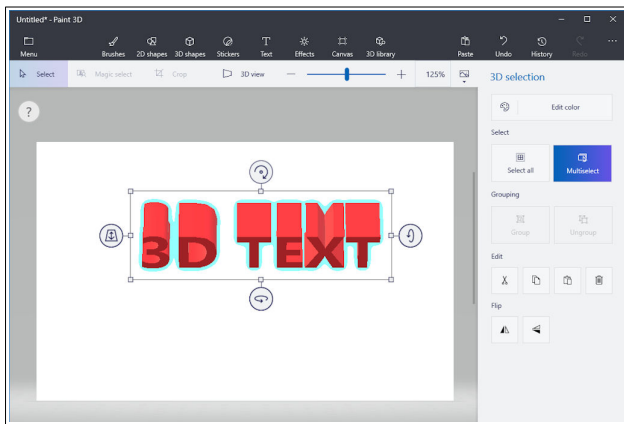 Untitled* - Paint 3D
Menu Brushes 2D shapes 3D shapes Stickers Text Effects Canvas 3D library Paste Undo History Redo
Select Magic select Crop 3D view 125%
3D selection
?
Edit color
Select
Select all Multiselect
Grouping
Group Ungroup
3D TEXT
Edit
Flip